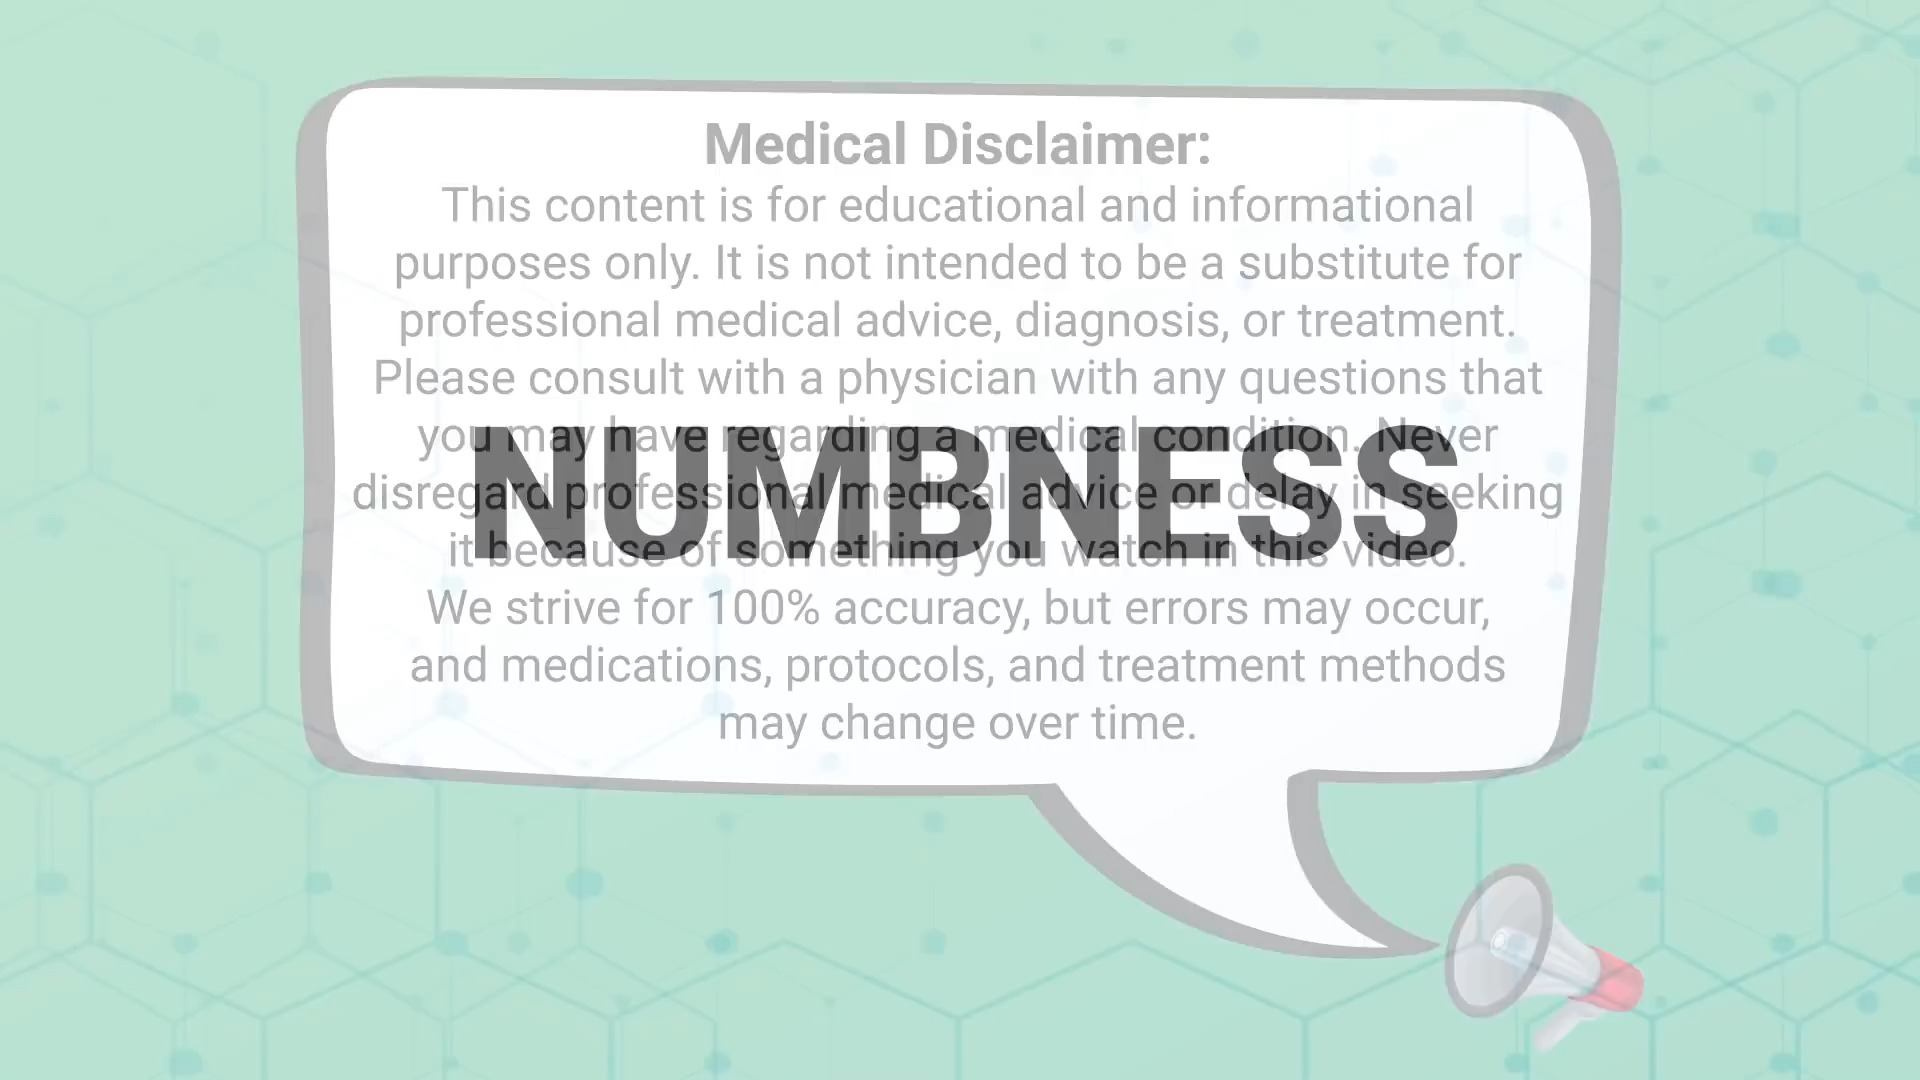 Medical Disclaimer:
This content is for educational and informational
purposes only. It is not intended to be a substitute for
professional medical advice, diagnosis, or treatment.
Please consult with a physician with any questions that
you may have regarding a medical condition. Never
disregard professional medical advice or delay in seeking
it because of something you watch in this video.
We strive for 100% accuracy, but errors may occur,
and medications, protocols, and treatment methods
may change over time.
NUMBNESS